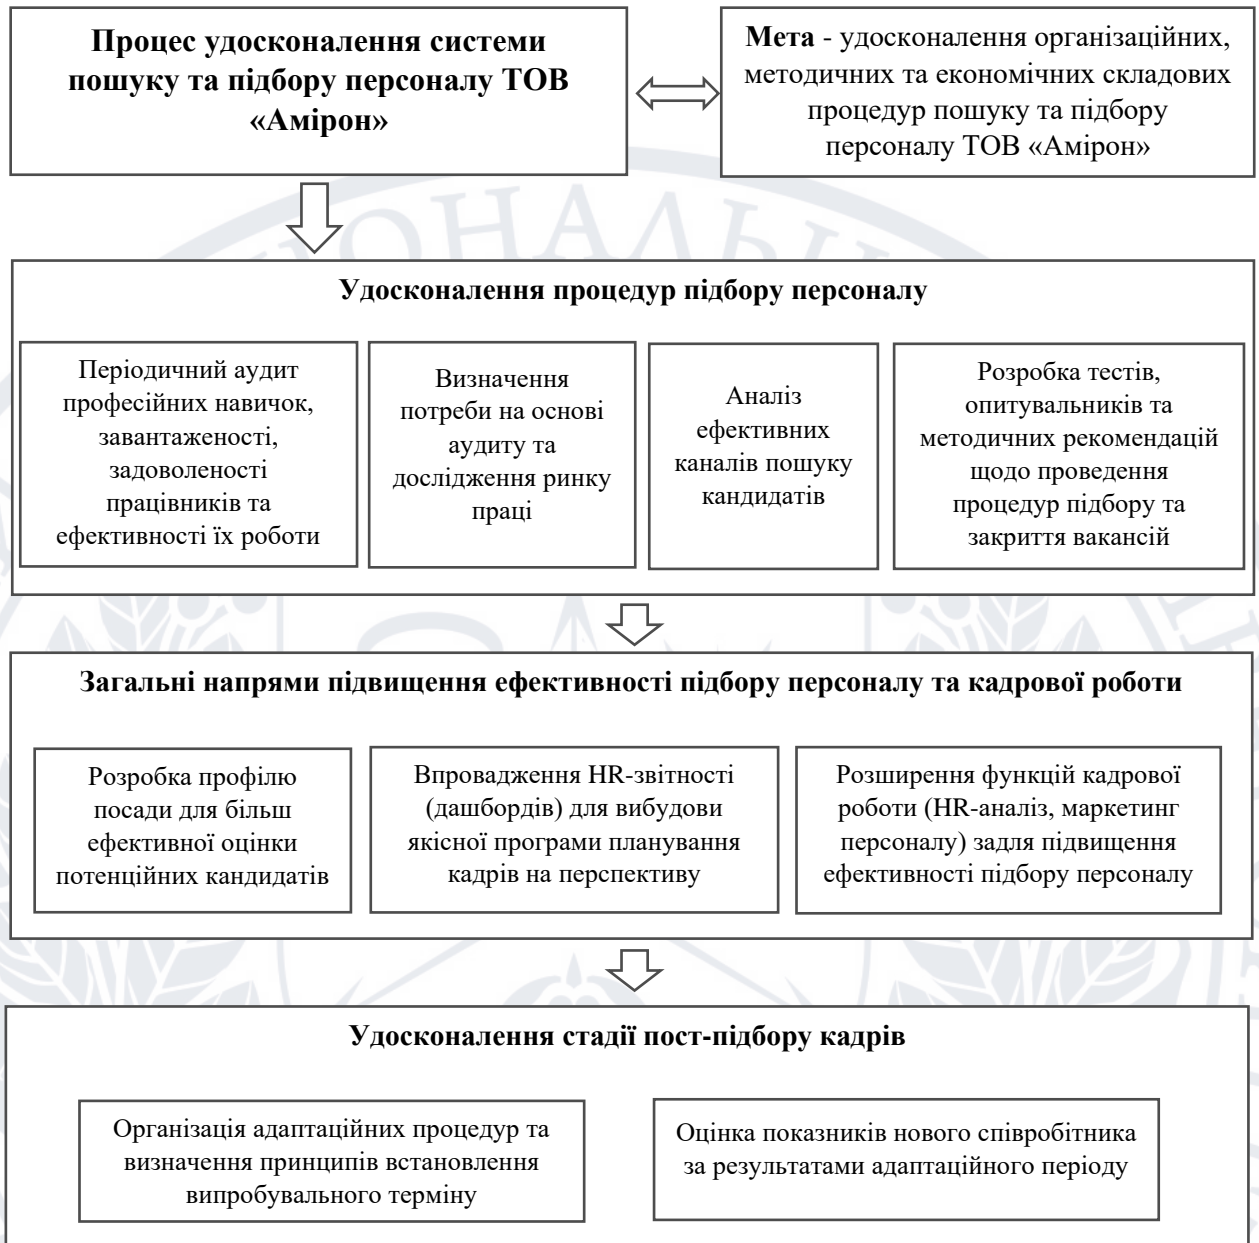 Процес удосконалення системи
пошуку та підбору персоналу ТОВ
«Амірон»
Мета - удосконалення організаційних,
методичних та економічних складових
процедур пошуку та підбору
персоналу ТОВ «Амірон»
Удосконалення процедур підбору персоналу
Періодичний аудит
професійних навичок,
завантаженості,
задоволеності
працівників та
ефективності їх роботи
Визначення
потреби на основі
аудиту та
дослідження ринку
праці
Аналіз
ефективних
каналів пошуку
кандидатів
Розробка тестів,
опитувальників та
методичних рекомендацій
щодо проведення
процедур підбору та
закриття вакансій
Загальні напрями підвищення ефективності підбору персоналу та кадрової роботи
Розробка профілю
посади для більш
ефективної оцінки
потенційних кандидатів
Впровадження HR-звітності
(дашбордів) для вибудови
якісної програми планування
кадрів на перспективу
Розширення функцій кадрової
роботи (HR-аналіз, маркетинг
персоналу) задля підвищення
ефективності підбору персоналу
Удосконалення стадії пост-підбору кадрів
Організація адаптаційних процедур та
визначення принципів встановлення
випробувального терміну
Оцінка показників нового співробітника
за результатами адаптаційного періоду